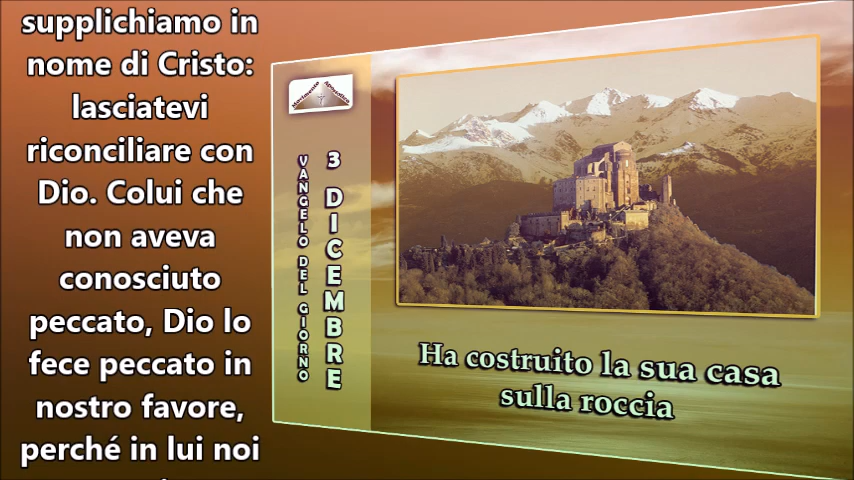 supplichiamo in
nome di Cristo:
lasciatevi
riconciliare con
Dio. Colui che
non aveva
conosciuto
peccato, Dio lo
fece peccato in
nostro favore,
perché in lui noi
Movimento Apostolico
3 DICEMBRE
VANGELO DEL GIORNO
Ha costruito la sua casa
sulla roccia